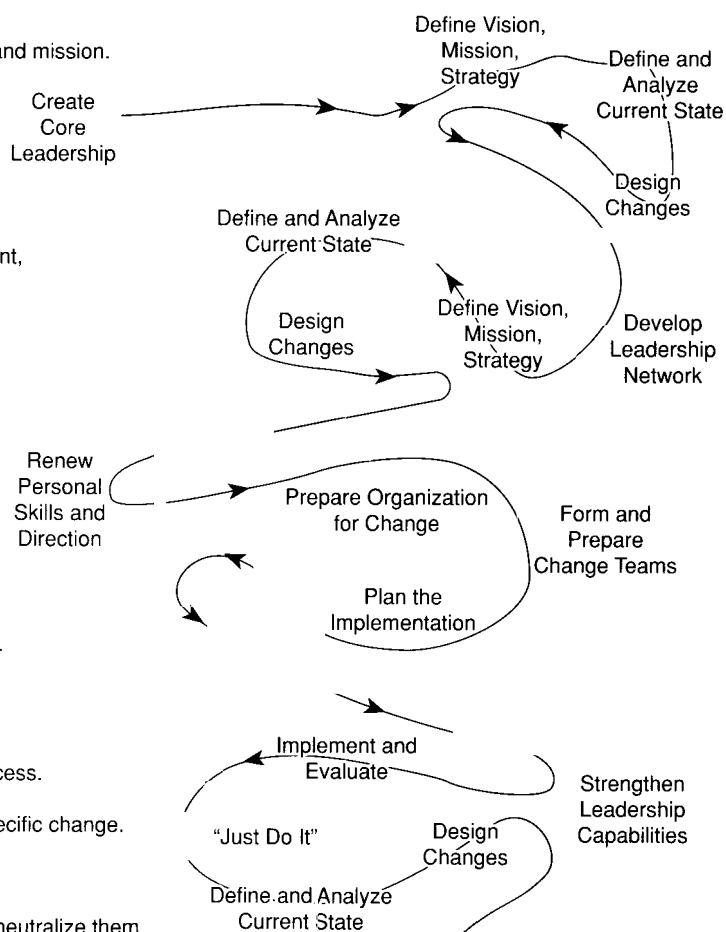 Define Vision,
Mission,
Strategy
and mission.
Define and
Analyze
Current State
Create
Core
Leadership
Design
Changes
Define and Analyze
Current State
nt,
Define Vision,
Mission,
Strategy
Design
Changes
Develop
Leadership
Network
Renew
Personal
Skills and
Direction
Prepare Organization
for Change
Form and
Prepare
Change Teams
Plan the
Implementation
Implement and
Evaluate
cess.
Strengthen
Leadership
Capabilities
ecific change.
"Just Do It"
Design
Changes
Define and Analyze
Current State
neutralize them